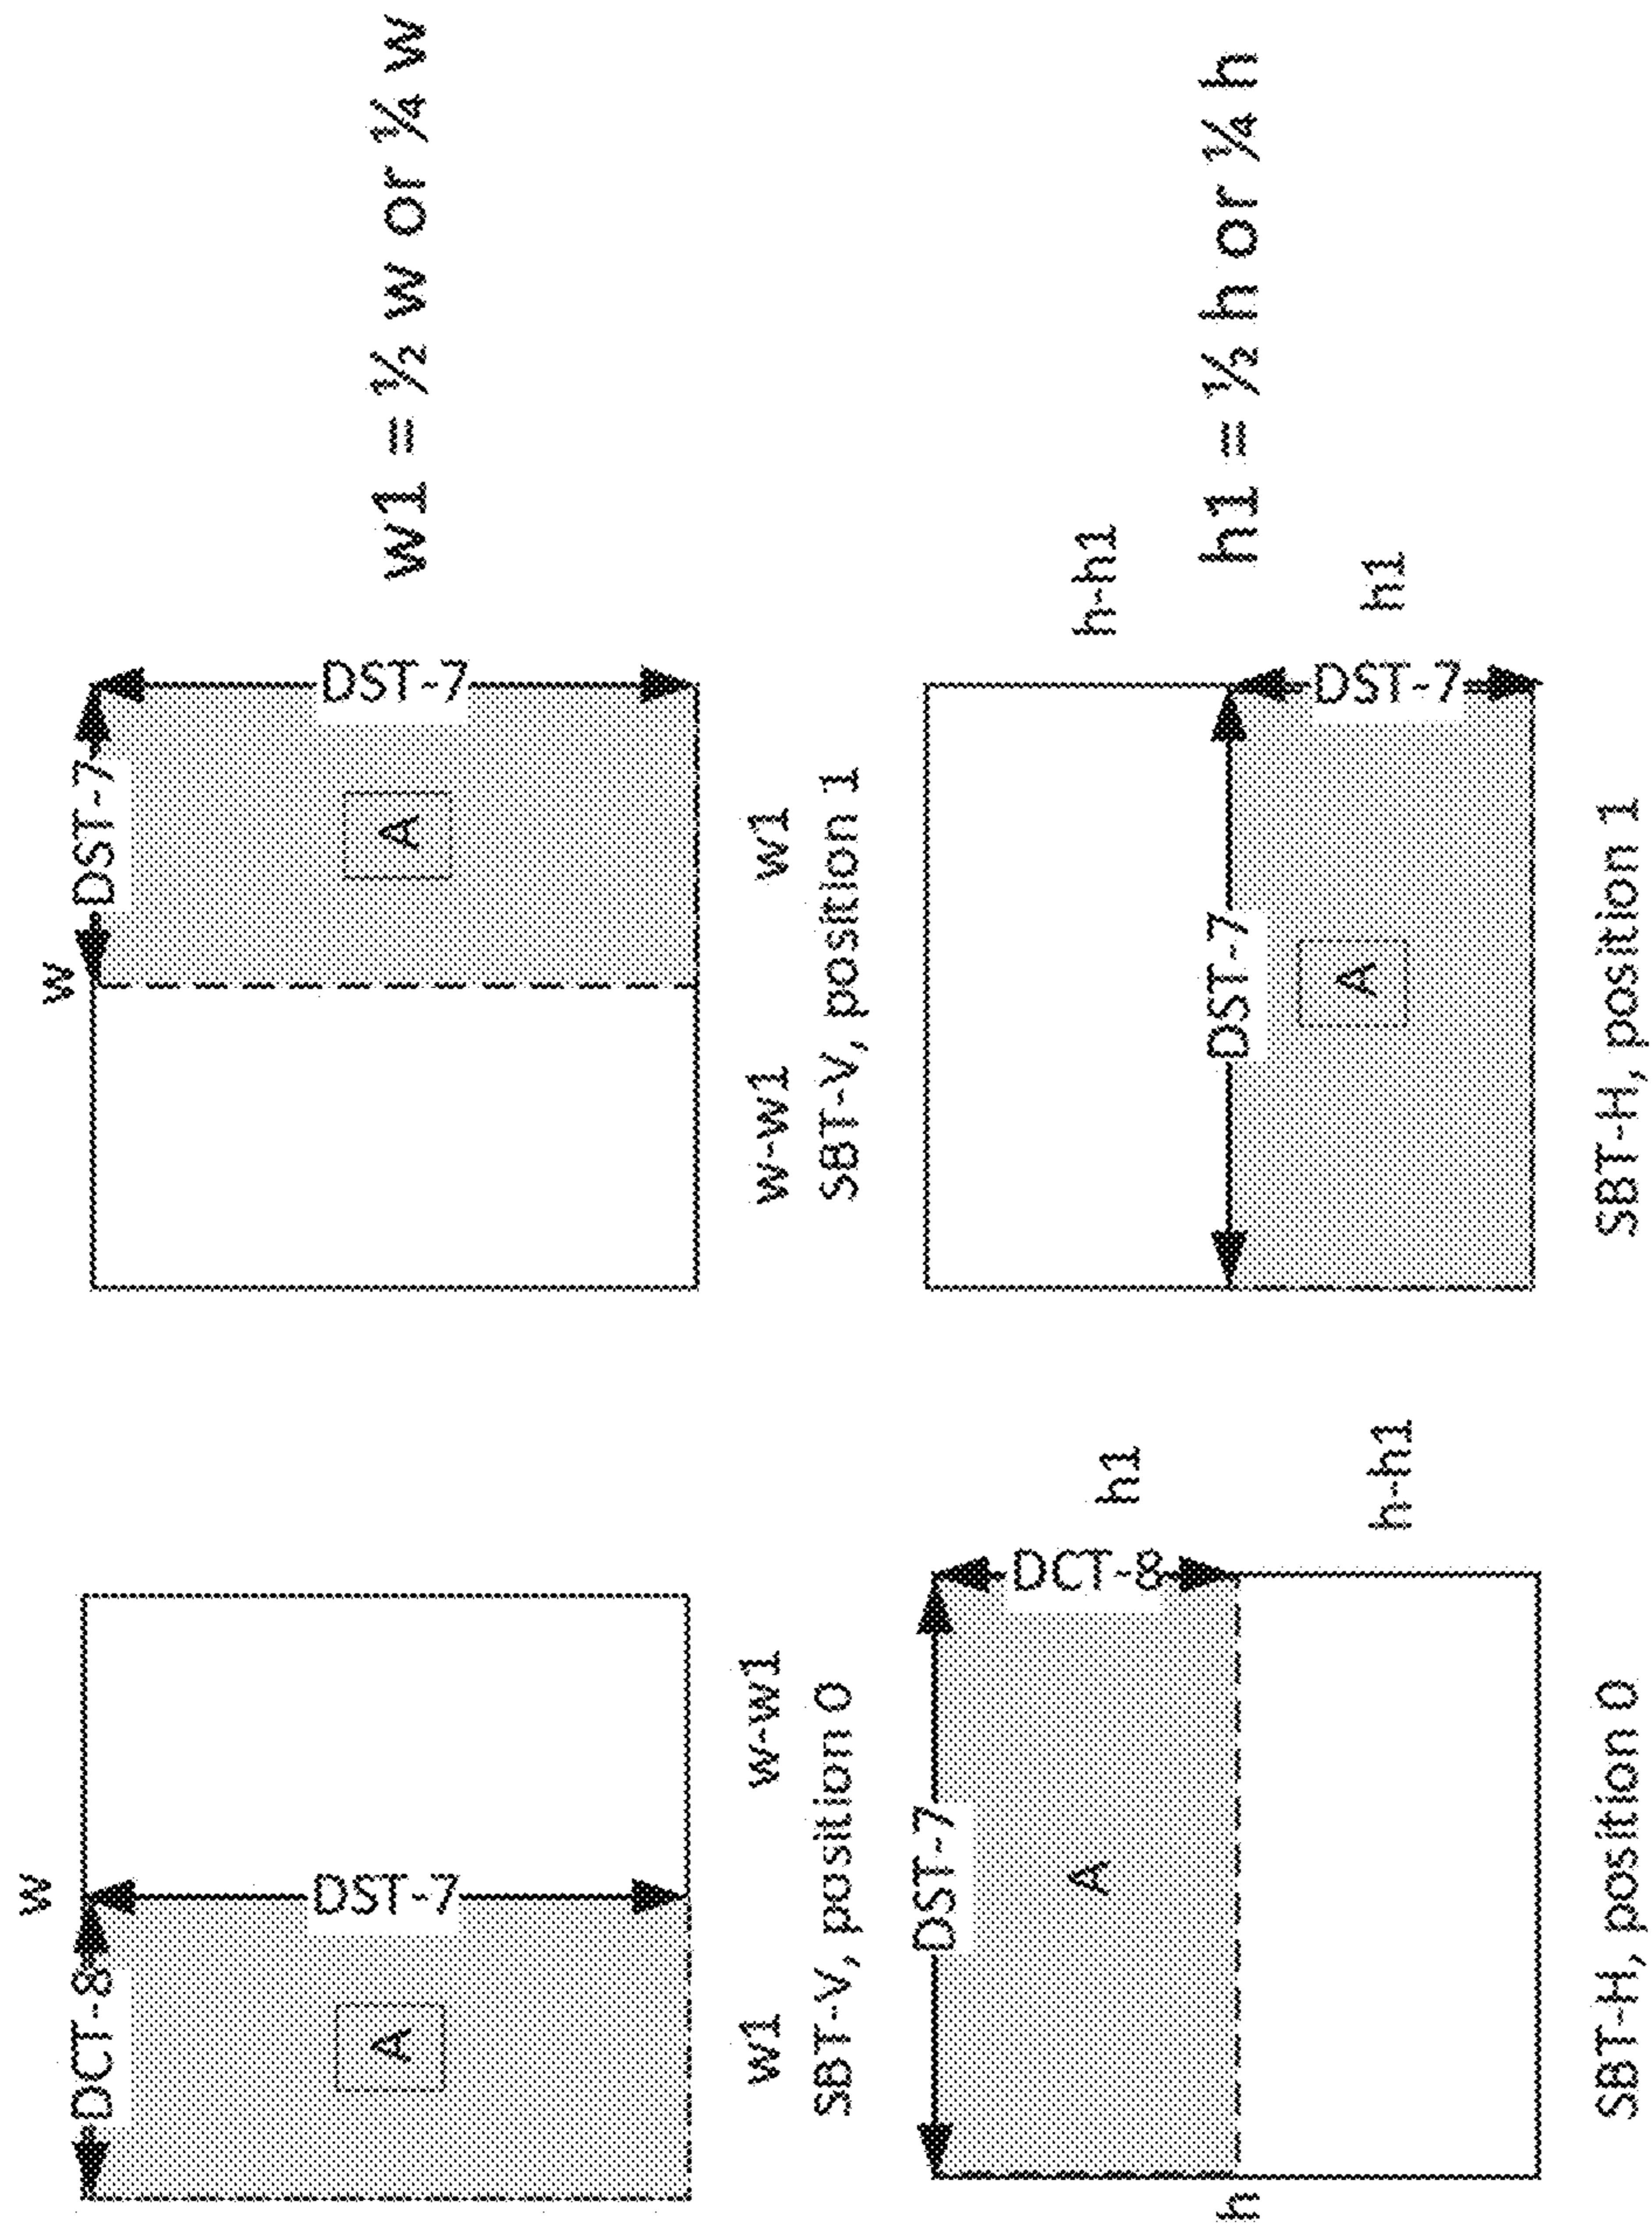 w
DCT-8
DST-7
A
w1 w-w1
SBT-V, position 0
w
DST-7
DST-7
A
w-w1 w1
SBT-V, position 1
w1 = ½ w or ¼ w
h
DST-7
DCT-8
A
h1
h-h1
SBT-H, position 0
DST-7
DST-7
A
h-h1
h1
SBT-H, position 1
h1 = ½ h or ¼ h